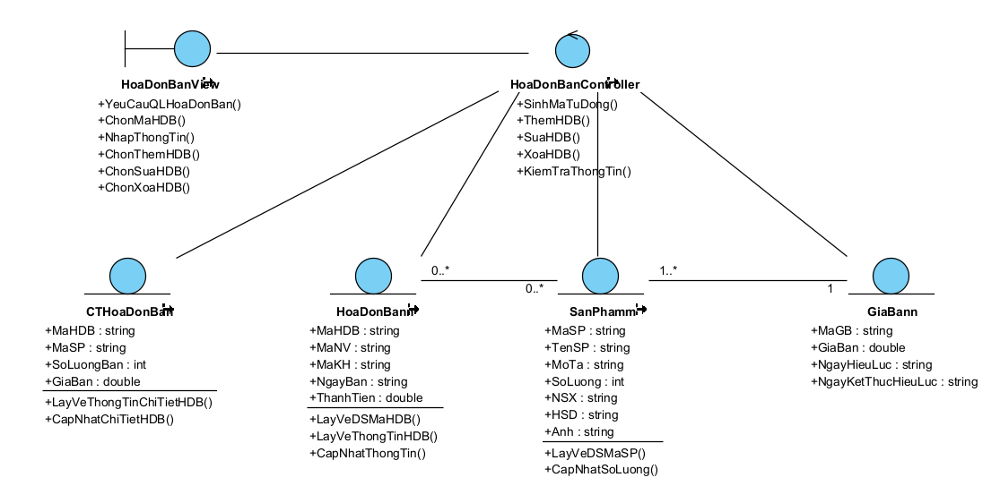 HoaDonBanView
+YeuCauQLHoaDonBan()
+ChonMaHDB()
+NhapThongTin()
+ChonThemHDB()
+ChonSuaHDB()
+ChonXoaHDB()
HoaDonBanController
+SinhMaTuDong()
+ThemHDB()
+SuaHDB()
+XoaHDB()
+KiemTraThongTin()
0..*
0..*
1..*
1
CTHoaDonBan
+MaHDB : string
+MaSP : string
+SoLuongBan : int
+GiaBan : double
+LayVeThongTinChiTietHDB()
+CapNhatChiTietHDB()
HoaDonBann
+MaHDB : string
+MaNV : string
+MaKH : string
+NgayBan : string
+ThanhTien : double
+LayVeDSMaHDB()
+LayVeThongTinHDB()
+CapNhatThongTin()
SanPhamm
+MaSP : string
+TenSP : string
+MoTa : string
+SoLuong : int
+NSX : string
+HSD : string
+Anh : string
+LayVeDSMaSP()
+CapNhatSoLuong()
GiaBann
+MaGB : string
+GiaBan : double
+NgayHieuLuc : string
+NgayKetThucHieuLuc : string